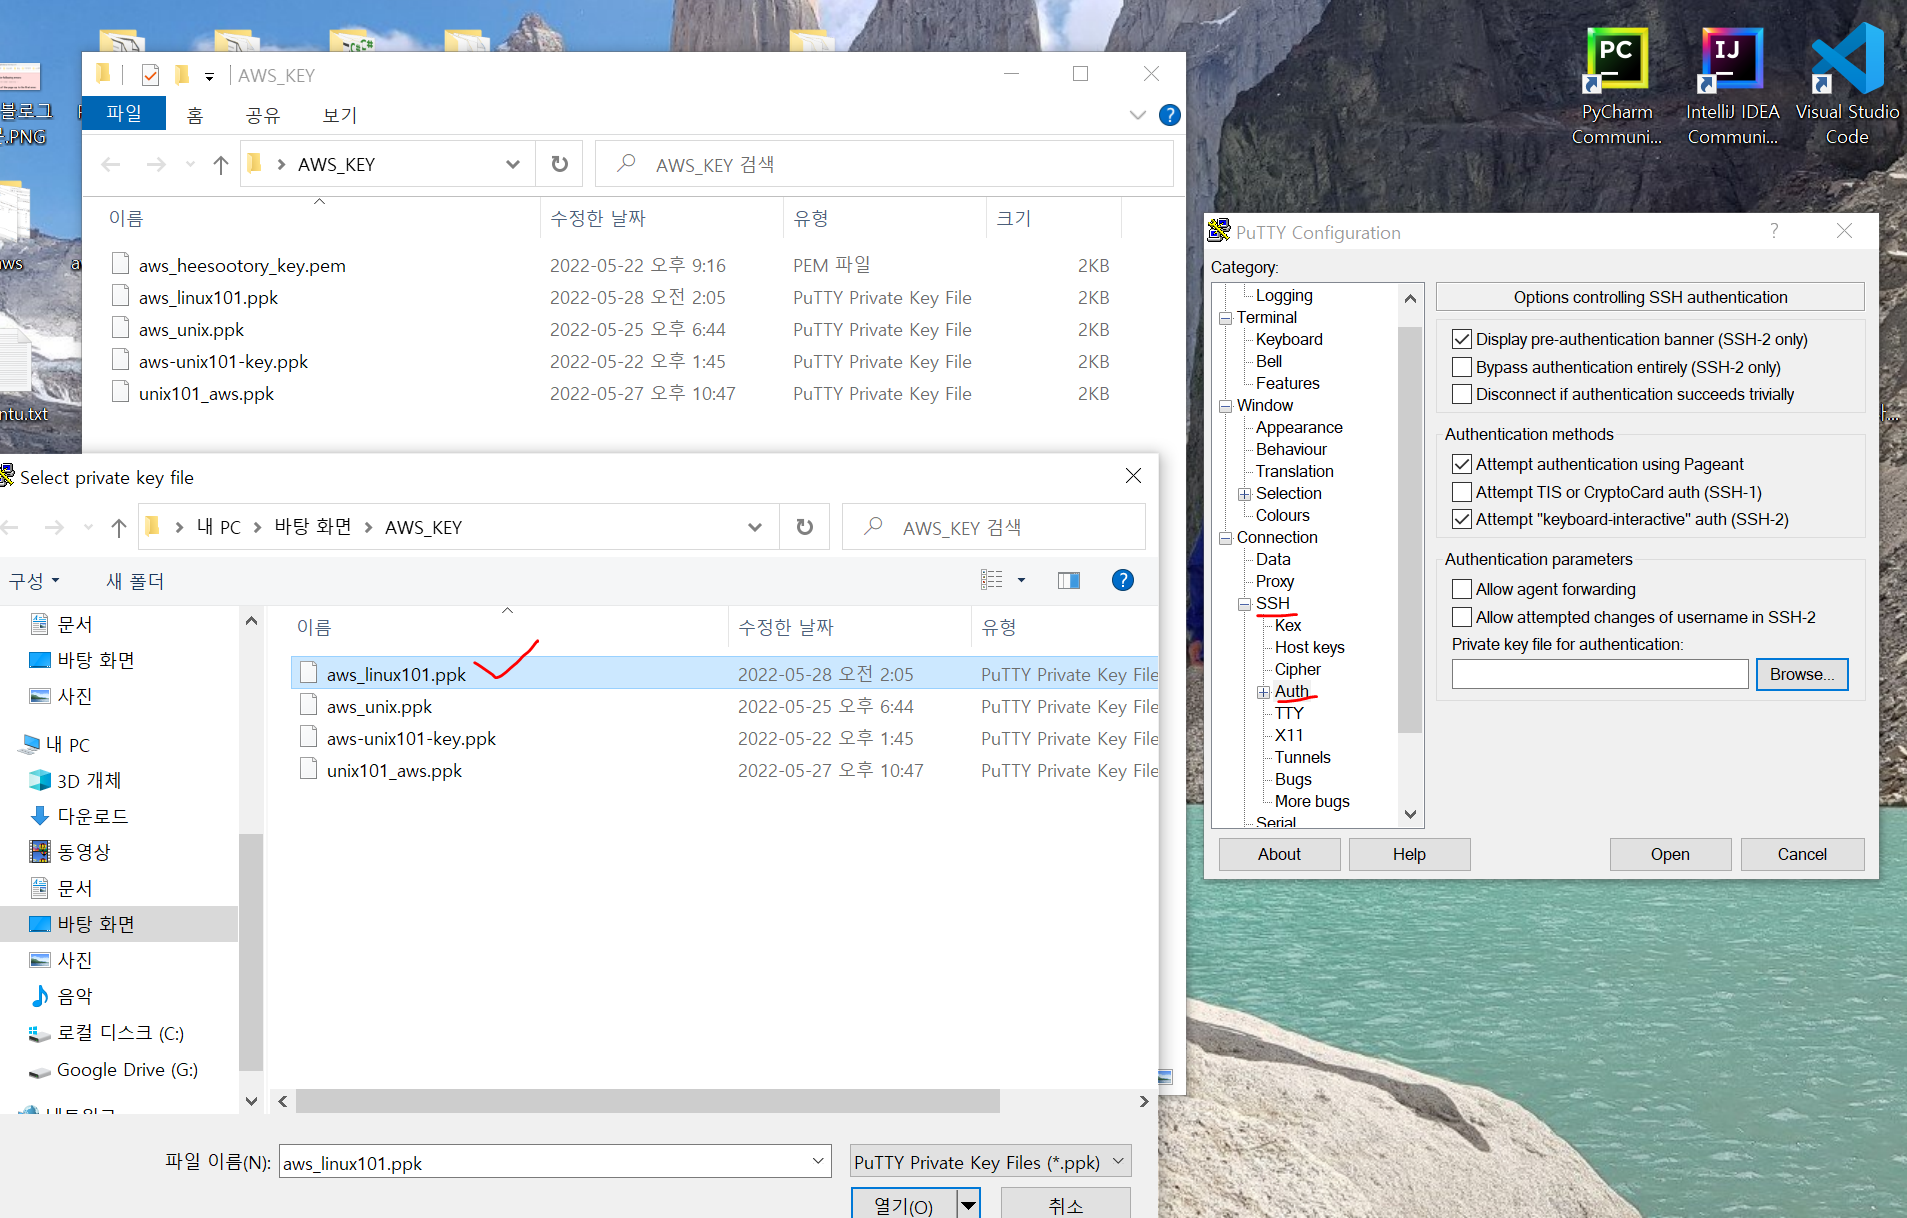 블로그
.PNG
ws
ntu.txt
PC
PyCharm
Communi...
IJ
IntelliJ IDEA
Communi...
Visual Studio
Code
AWS_KEY
파일 홈 공유 보기
AWS_KEY
AWS_KEY 검색
이름 수정한 날짜 유형 크기
aws_heesootory_key.pem 2022-05-22 오후 9:16 PEM 파일 2KB
aws_linux101.ppk 2022-05-28 오전 2:05 PuTTY Private Key File 2KB
aws_unix.ppk 2022-05-25 오후 6:44 PuTTY Private Key File 2KB
aws-unix101-key.ppk 2022-05-22 오후 1:45 PuTTY Private Key File 2KB
unix101_aws.ppk 2022-05-27 오후 10:47 PuTTY Private Key File 2KB
Select private key file
내 PC > 바탕 화면 > AWS_KEY
AWS_KEY 검색
구성 새 폴더
문서
바탕 화면
사진
내 PC
3D 개체
다운로드
동영상
문서
바탕 화면
사진
음악
로컬 디스크 (C:)
Google Drive (G:)
네트워크
이름 수정한 날짜 유형
aws_linux101.ppk 2022-05-28 오전 2:05 PuTTY Private Key File
aws_unix.ppk 2022-05-25 오후 6:44 PuTTY Private Key File
aws-unix101-key.ppk 2022-05-22 오후 1:45 PuTTY Private Key File
unix101_aws.ppk 2022-05-27 오후 10:47 PuTTY Private Key File
파일 이름(N): aws_linux101.ppk
PuTTY Private Key Files (*.ppk)
열기(O) 취소
PuTTY Configuration
Category:
Logging
Terminal
Keyboard
Bell
Features
Window
Appearance
Behaviour
Translation
Selection
Colours
Connection
Data
Proxy
SSH
Kex
Host keys
Cipher
Auth
TTY
X11
Tunnels
Bugs
More bugs
Serial
Options controlling SSH authentication
Display pre-authentication banner (SSH-2 only)
Bypass authentication entirely (SSH-2 only)
Disconnect if authentication succeeds trivially
Authentication methods
Attempt authentication using Pageant
Attempt TIS or CryptoCard auth (SSH-1)
Attempt "keyboard-interactive" auth (SSH-2)
Authentication parameters
Allow agent forwarding
Allow attempted changes of username in SSH-2
Private key file for authentication:
Browse...
About Help Open Cancel